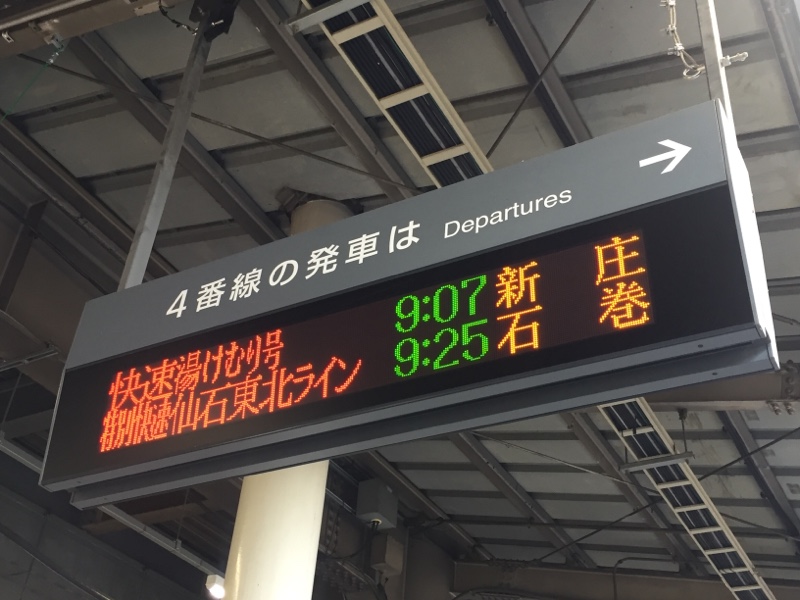 4番線の発車は Departures →
快速湯けむり号 9:07 新庄
特別快速仙石東北ライン 9:25 石巻